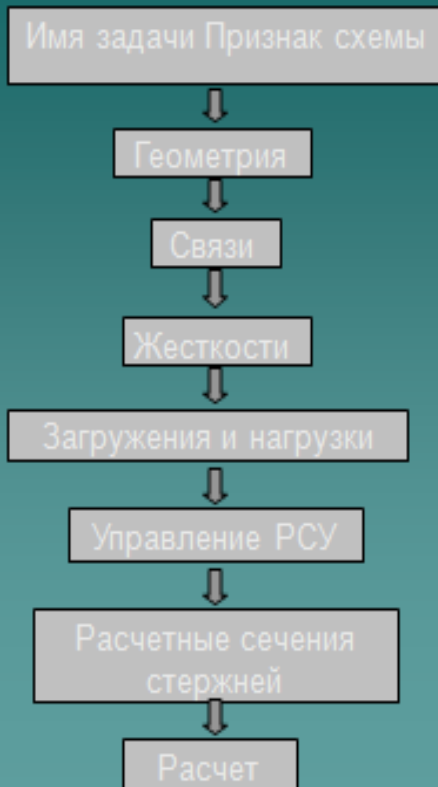 Имя задачи Признак схемы
Геометрия
Связи
Жесткости
Загружения и нагрузки
Управление РСУ
Расчетные сечения
стержней
Расчет